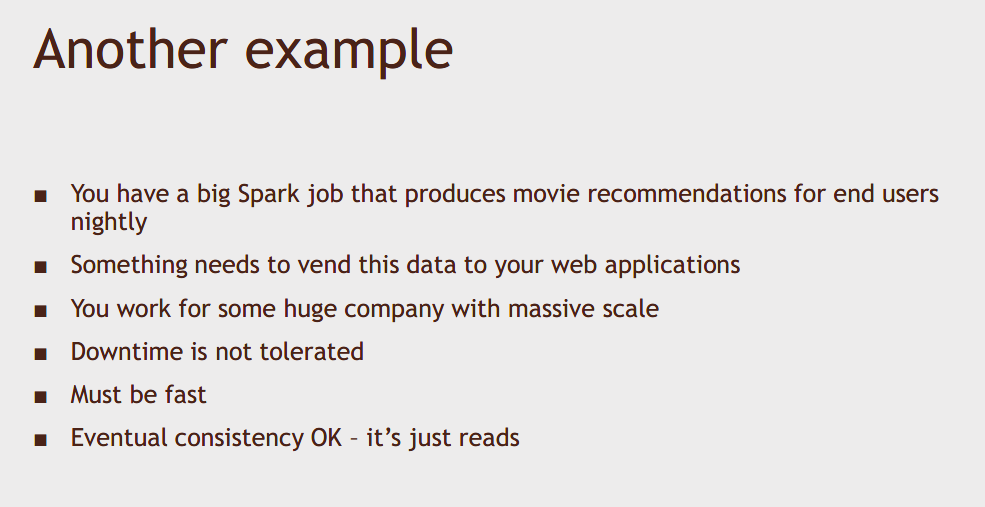 Another example
▪ You have a big Spark job that produces movie recommendations for end users
nightly
▪ Something needs to vend this data to your web applications
▪ You work for some huge company with massive scale
▪ Downtime is not tolerated
▪ Must be fast
▪ Eventual consistency OK – it’s just reads